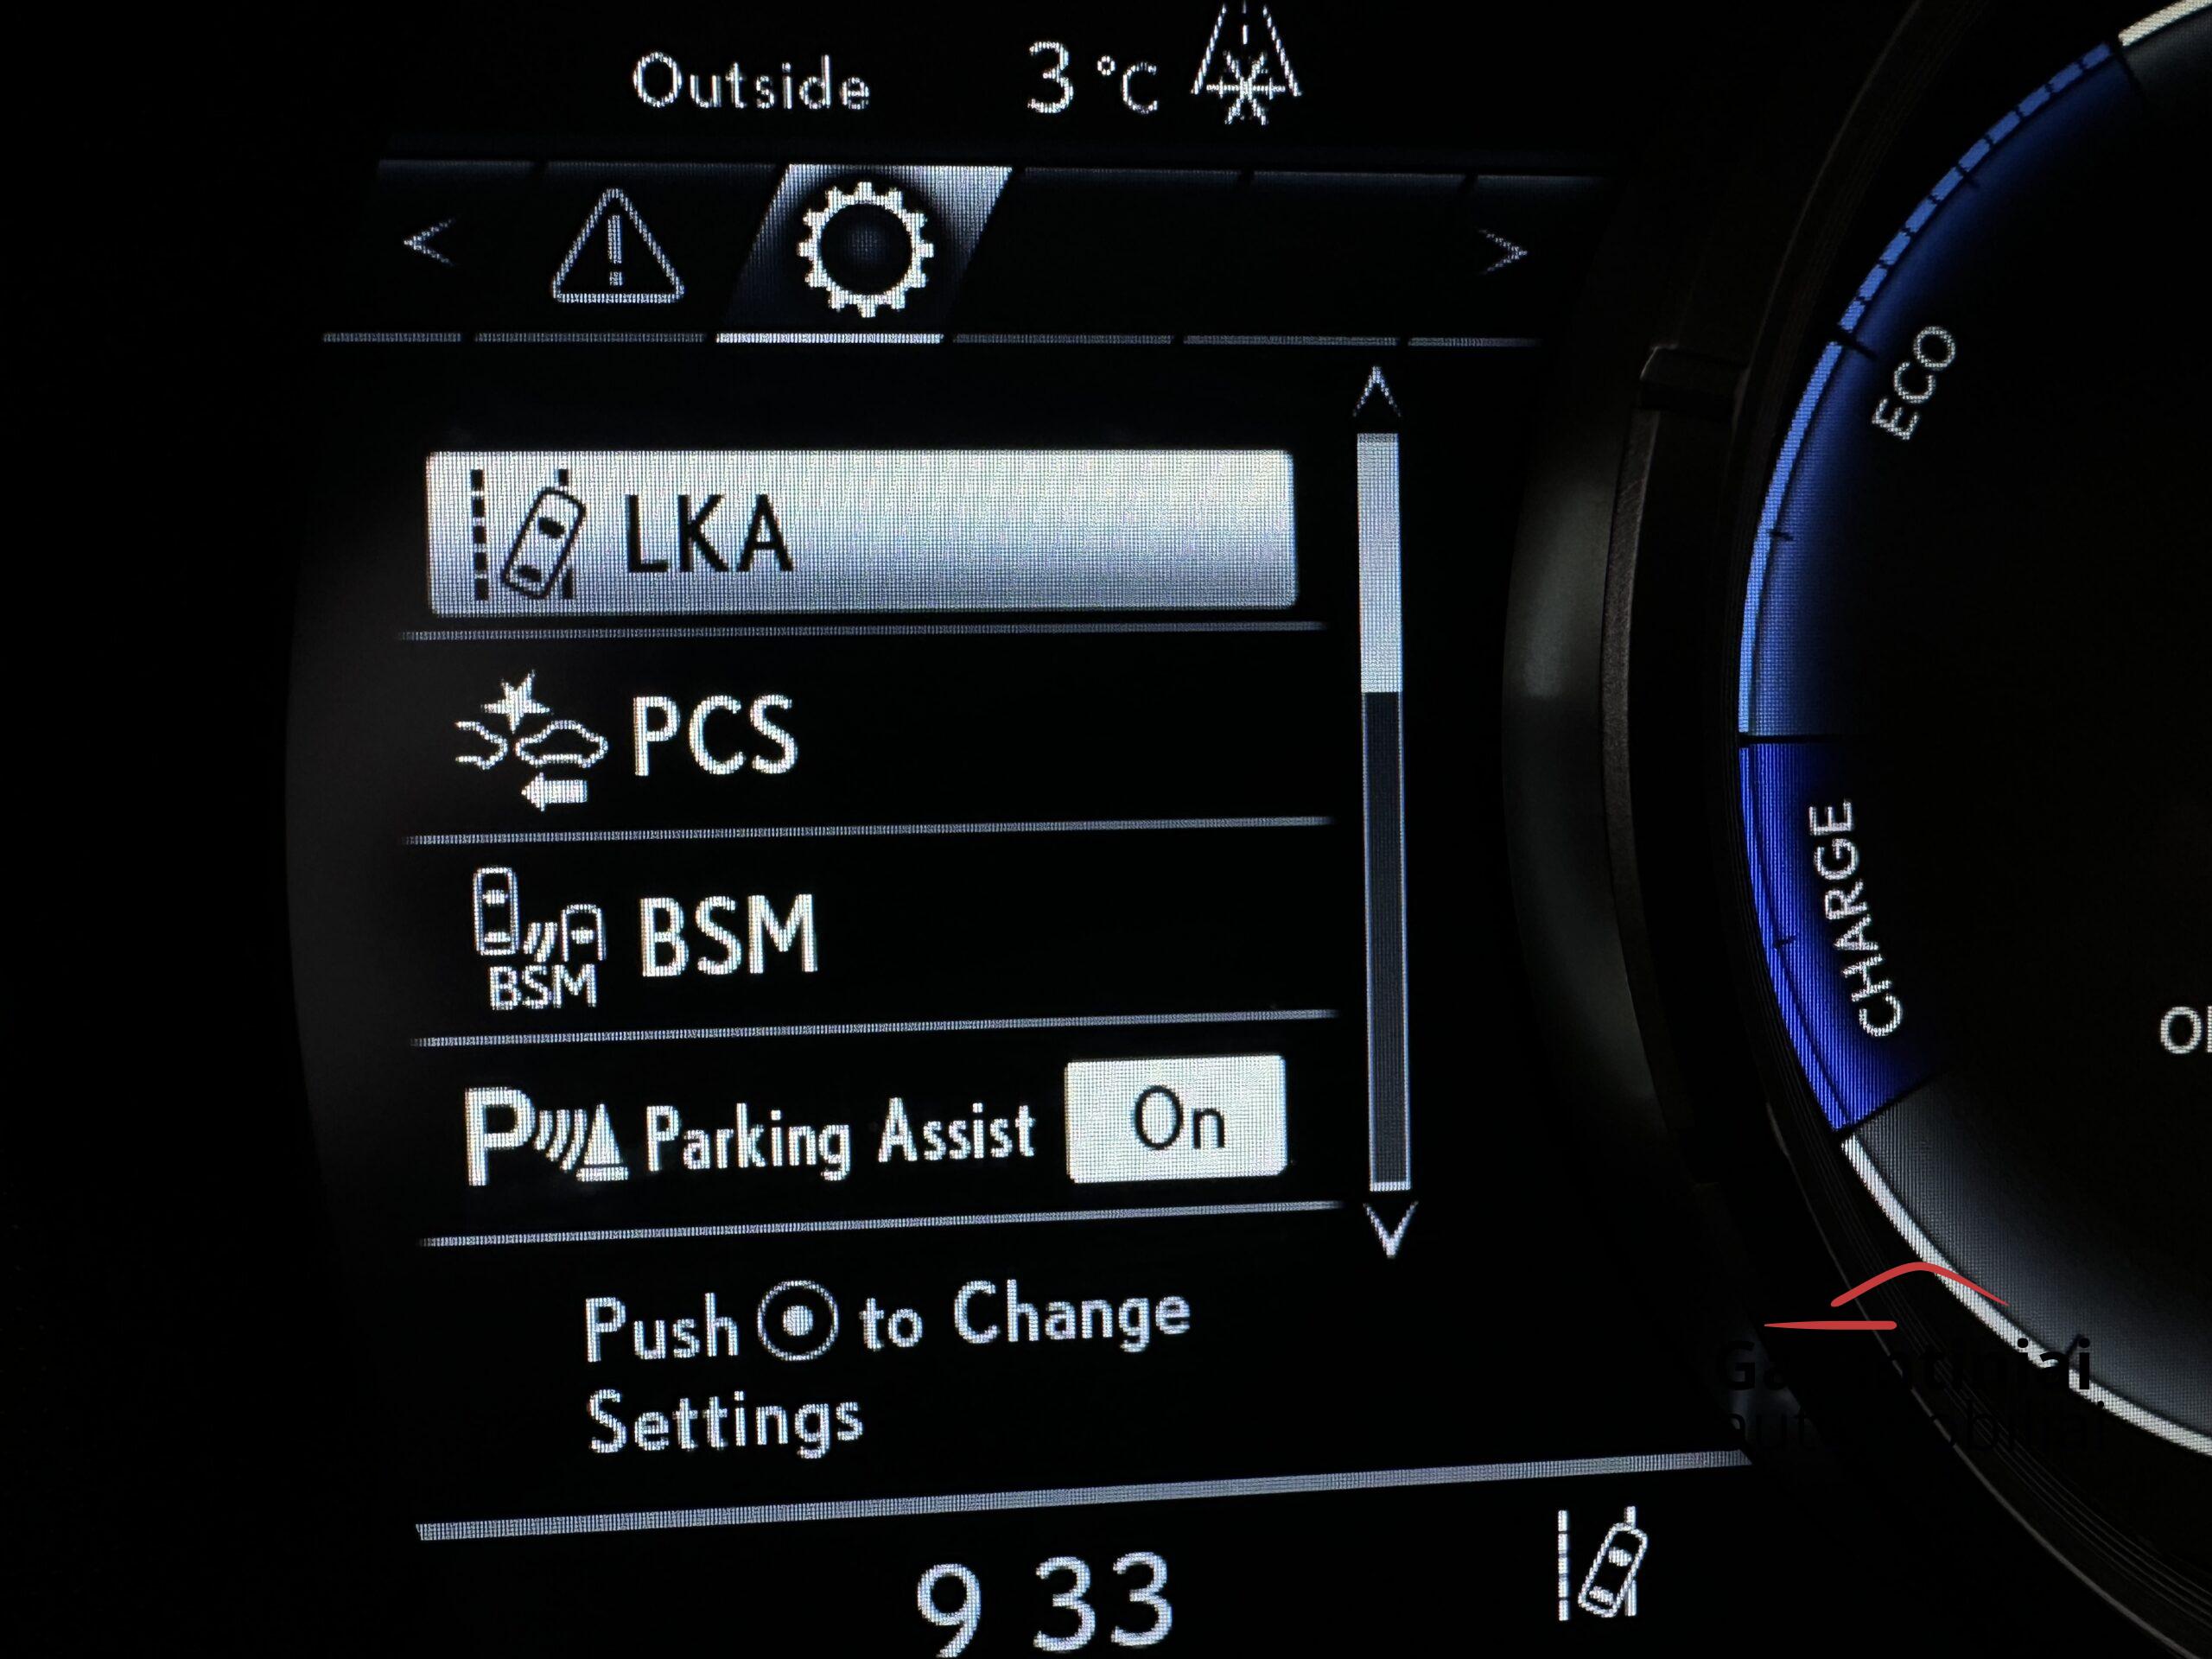 Outside 3 °C
< >
LKA
PCS
BSM
BSM
Parking Assist On
Push to Change
Settings
9 33
ECO
CHARGE